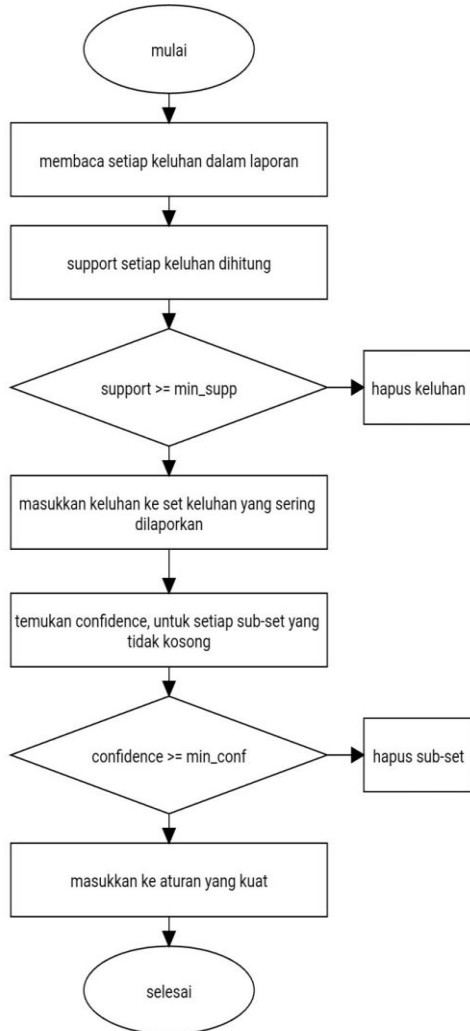 mulai
membaca setiap keluhan dalam laporan
support setiap keluhan dihitung
support >= min_supp
hapus keluhan
masukkan keluhan ke set keluhan yang sering
dilaporkan
temukan confidence, untuk setiap sub-set yang
tidak kosong
confidence >= min_conf
hapus sub-set
masukkan ke aturan yang kuat
selesai